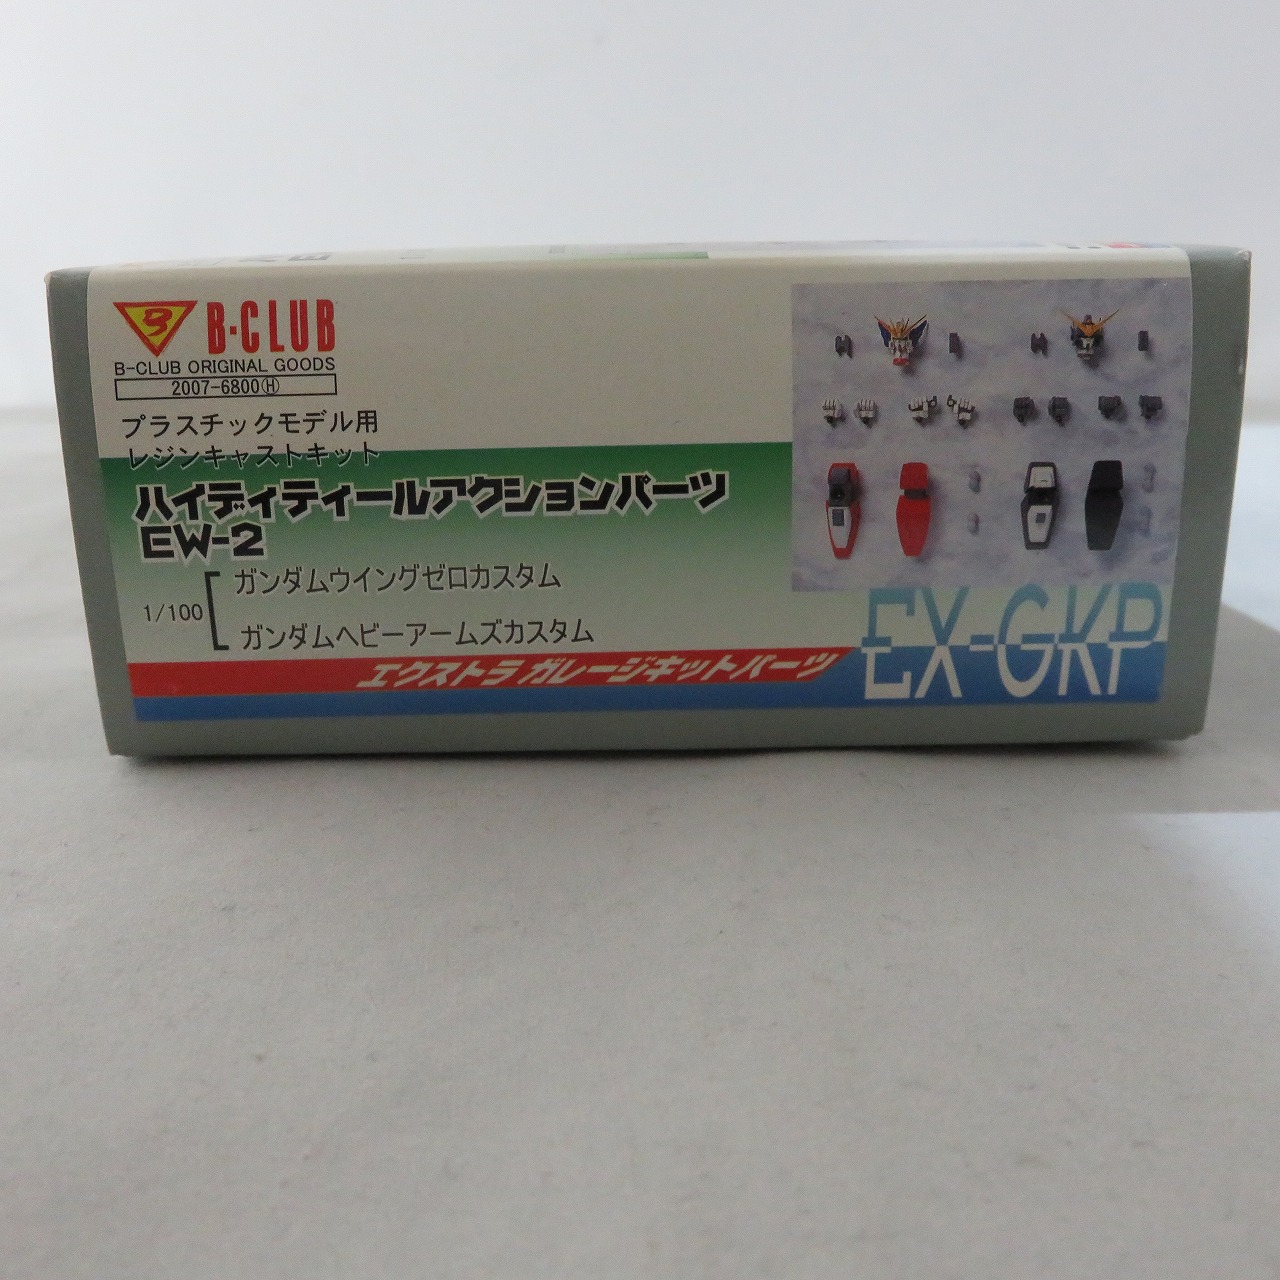 B-CLUB
B-CLUB ORIGINAL GOODS
2007-6800Ⓗ
プラスチックモデル用
レジンキャストキット
ハイディティールアクションパーツ
EW-2
1/100
ガンダムウイングゼロカスタム
ガンダムヘビーアームズカスタム
エクストラガレージキットパーツ
EX-GKP